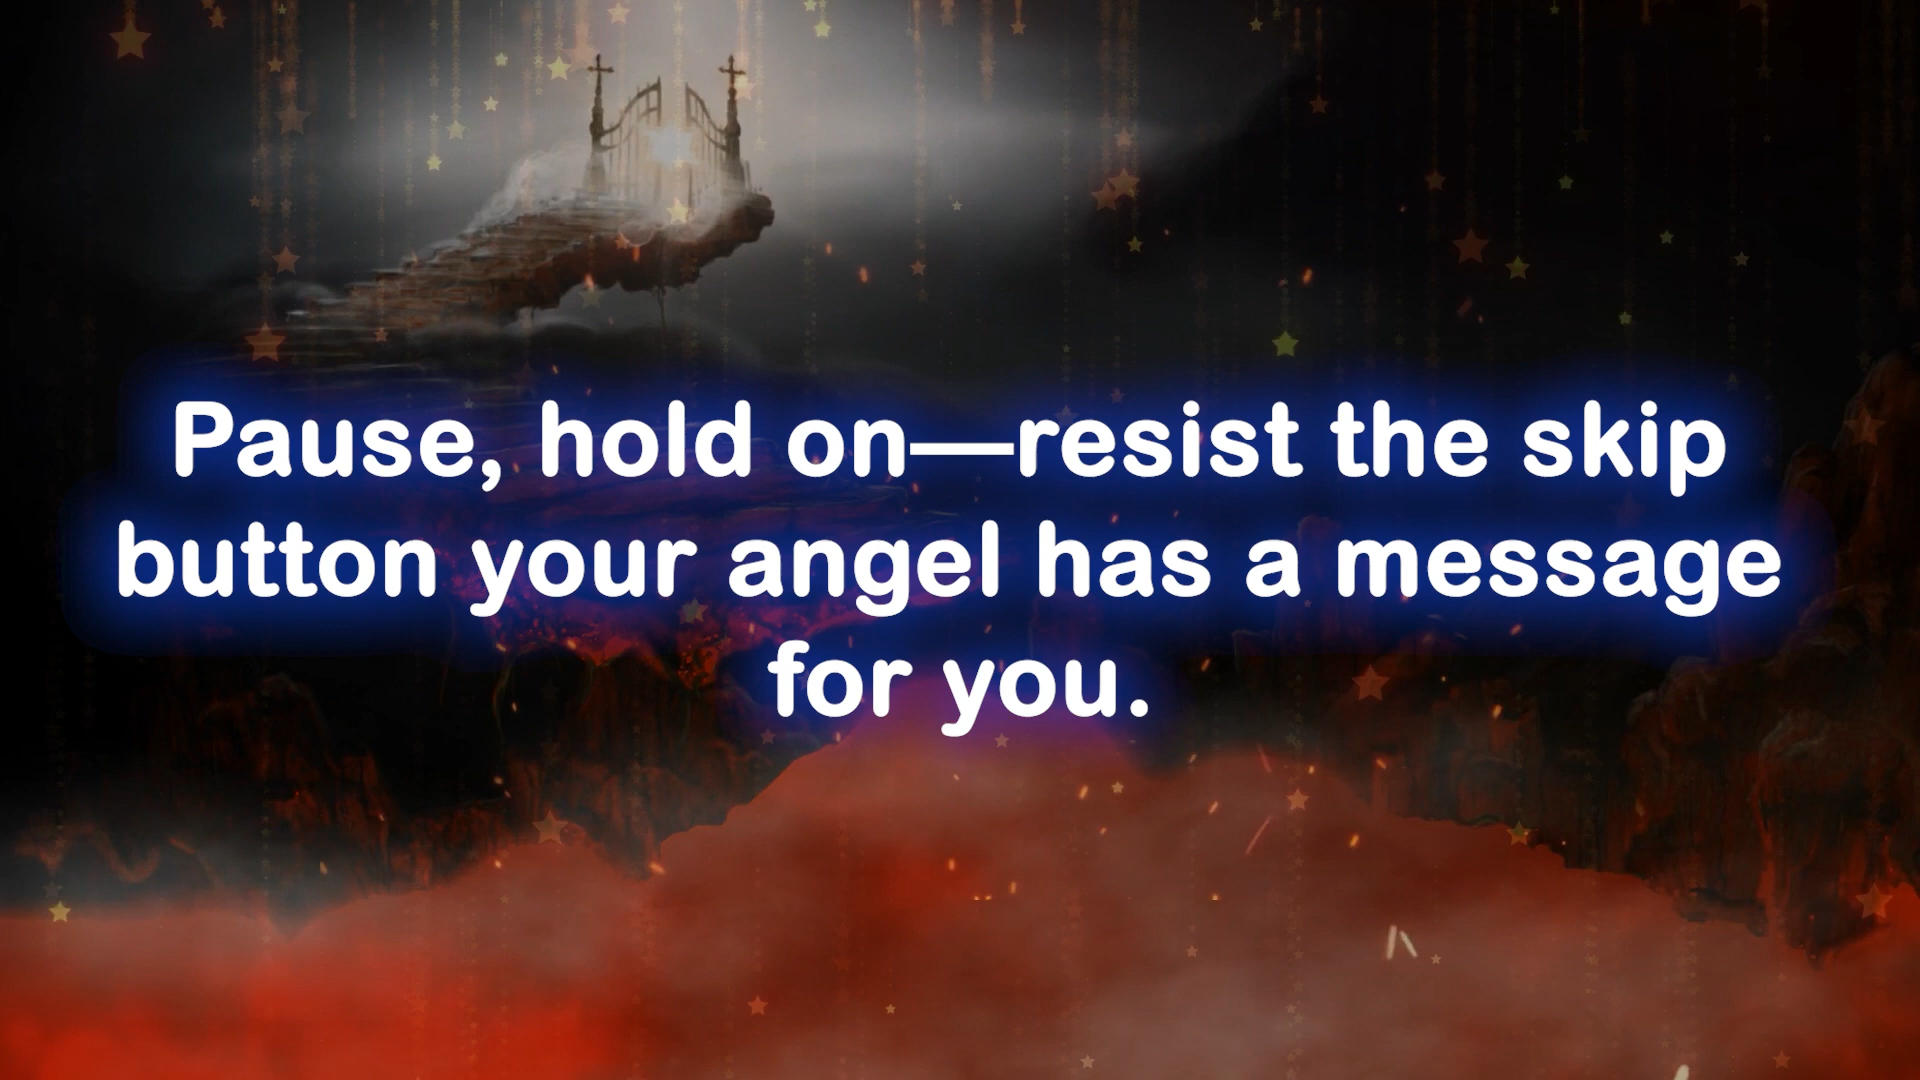 Pause, hold on—resist the skip
button your angel has a message
for you.